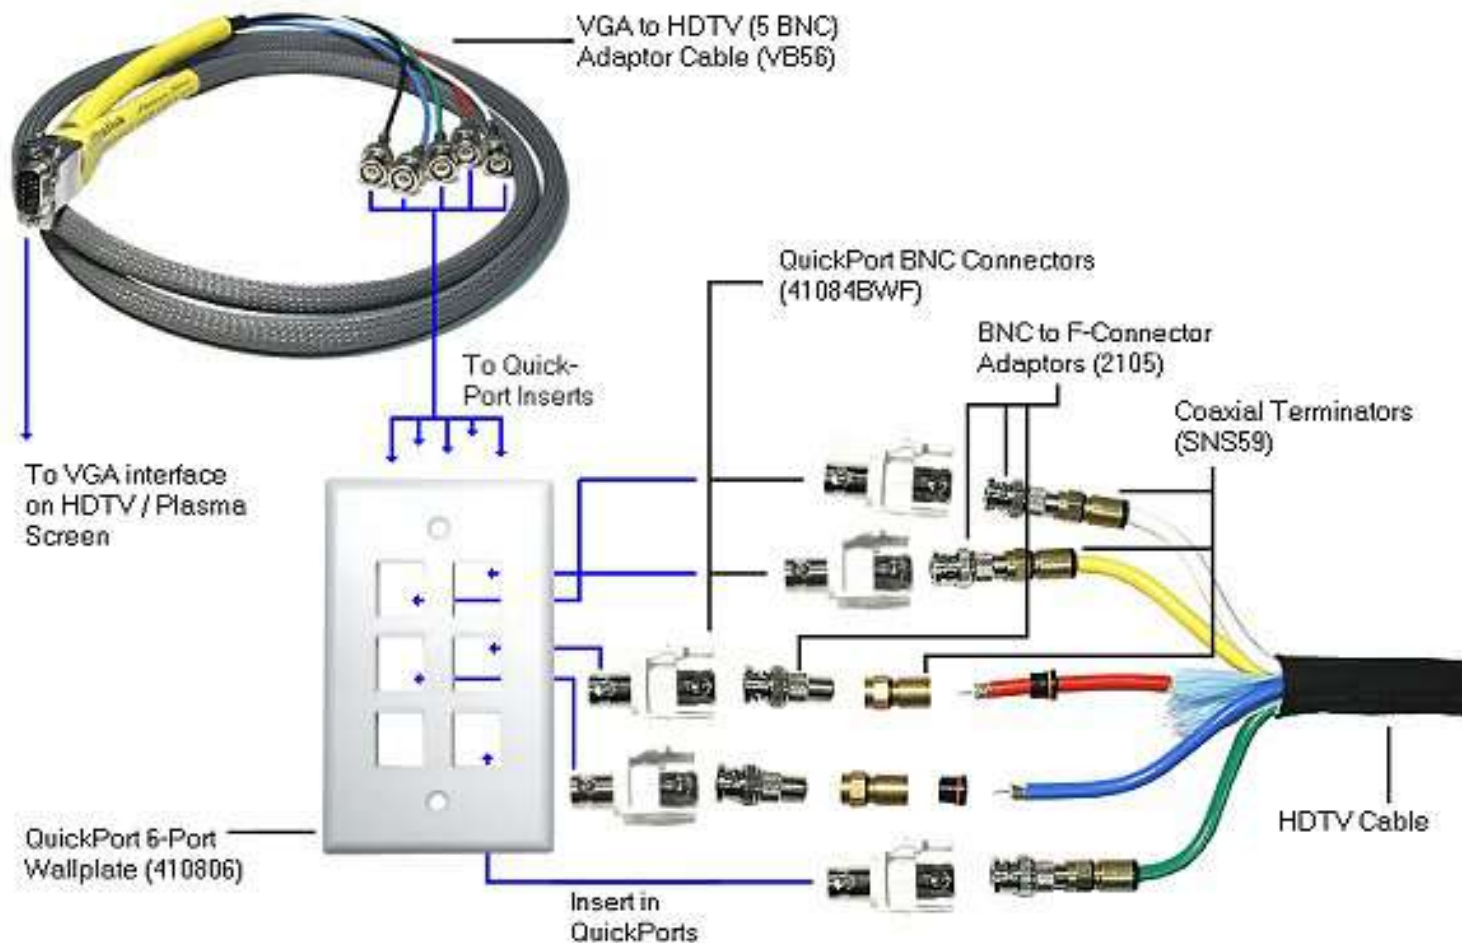 VGA to HDTV (5 BNC)
Adaptor Cable (VB56)
QuickPort BNC Connectors
(41084BWF)
BNC to F-Connector
Adaptors (2105)
To Quick-
Port Inserts
Coaxial Terminators
(SNS59)
To VGA interface
on HDTV / Plasma
Screen
HDTV Cable
QuickPort 6-Port
Wallplate (410806)
Insert in
QuickPorts